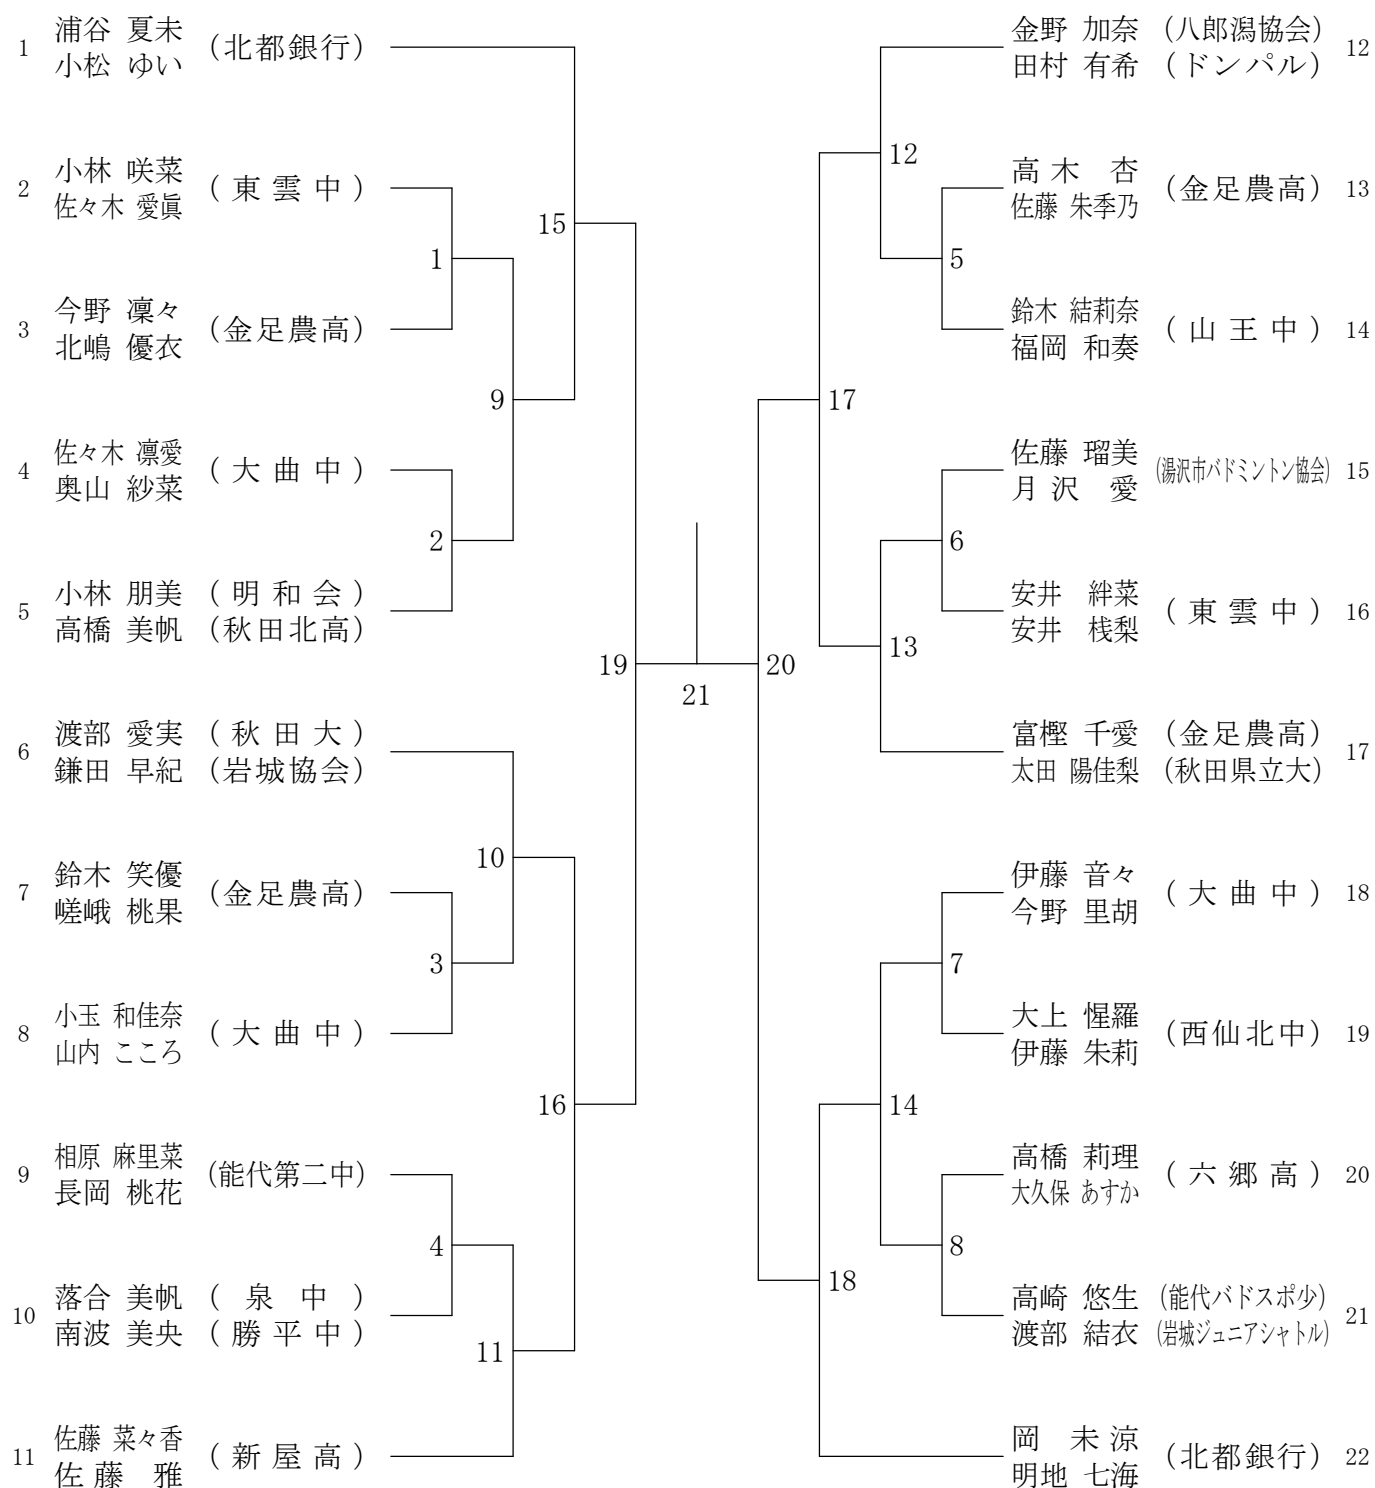 1 浦谷 夏未 (北都銀行)
小松 ゆい
2 小林 咲菜 (東雲中)
佐々木 愛眞
3 今野 凜々 (金足農高)
北嶋 優衣
4 佐々木 凛愛 (大曲中)
奥山 紗菜
5 小林 朋美 (明和会)
高橋 美帆 (秋田北高)
6 渡部 愛実 (秋田大)
鎌田 早紀 (岩城協会)
7 鈴木 笑優 (金足農高)
嵯峨 桃果
8 小玉 和佳奈 (大曲中)
山内 こころ
9 相原 麻里菜 (能代第二中)
長岡 桃花
10 落合 美帆 (泉中)
南波 美央 (勝平中)
11 佐藤 菜々香 (新屋高)
佐藤 雅
1
2
3
4
9
10
11
15
16
19
21
20
17
18
12
13
14
5
6
7
8
金野 加奈 (八郎潟協会) 12
田村 有希 (ドンパル)
高木 杏 (金足農高) 13
佐藤 朱季乃
鈴木 結莉奈 (山王中) 14
福岡 和奏
佐藤 瑠美 (湯沢市バドミントン協会) 15
月沢 愛
安井 絆菜 (東雲中) 16
安井 桟梨
富樫 千愛 (金足農高) 17
太田 陽佳梨 (秋田県立大)
伊藤 音々 (大曲中) 18
今野 里胡
大上 惺羅 (西仙北中) 19
伊藤 朱莉
高橋 莉理 (六郷高) 20
大久保 あすか
高崎 悠生 (能代バドスポ少) 21
渡部 結衣 (岩城ジュニアシャトル)
岡 未涼 (北都銀行) 22
明地 七海